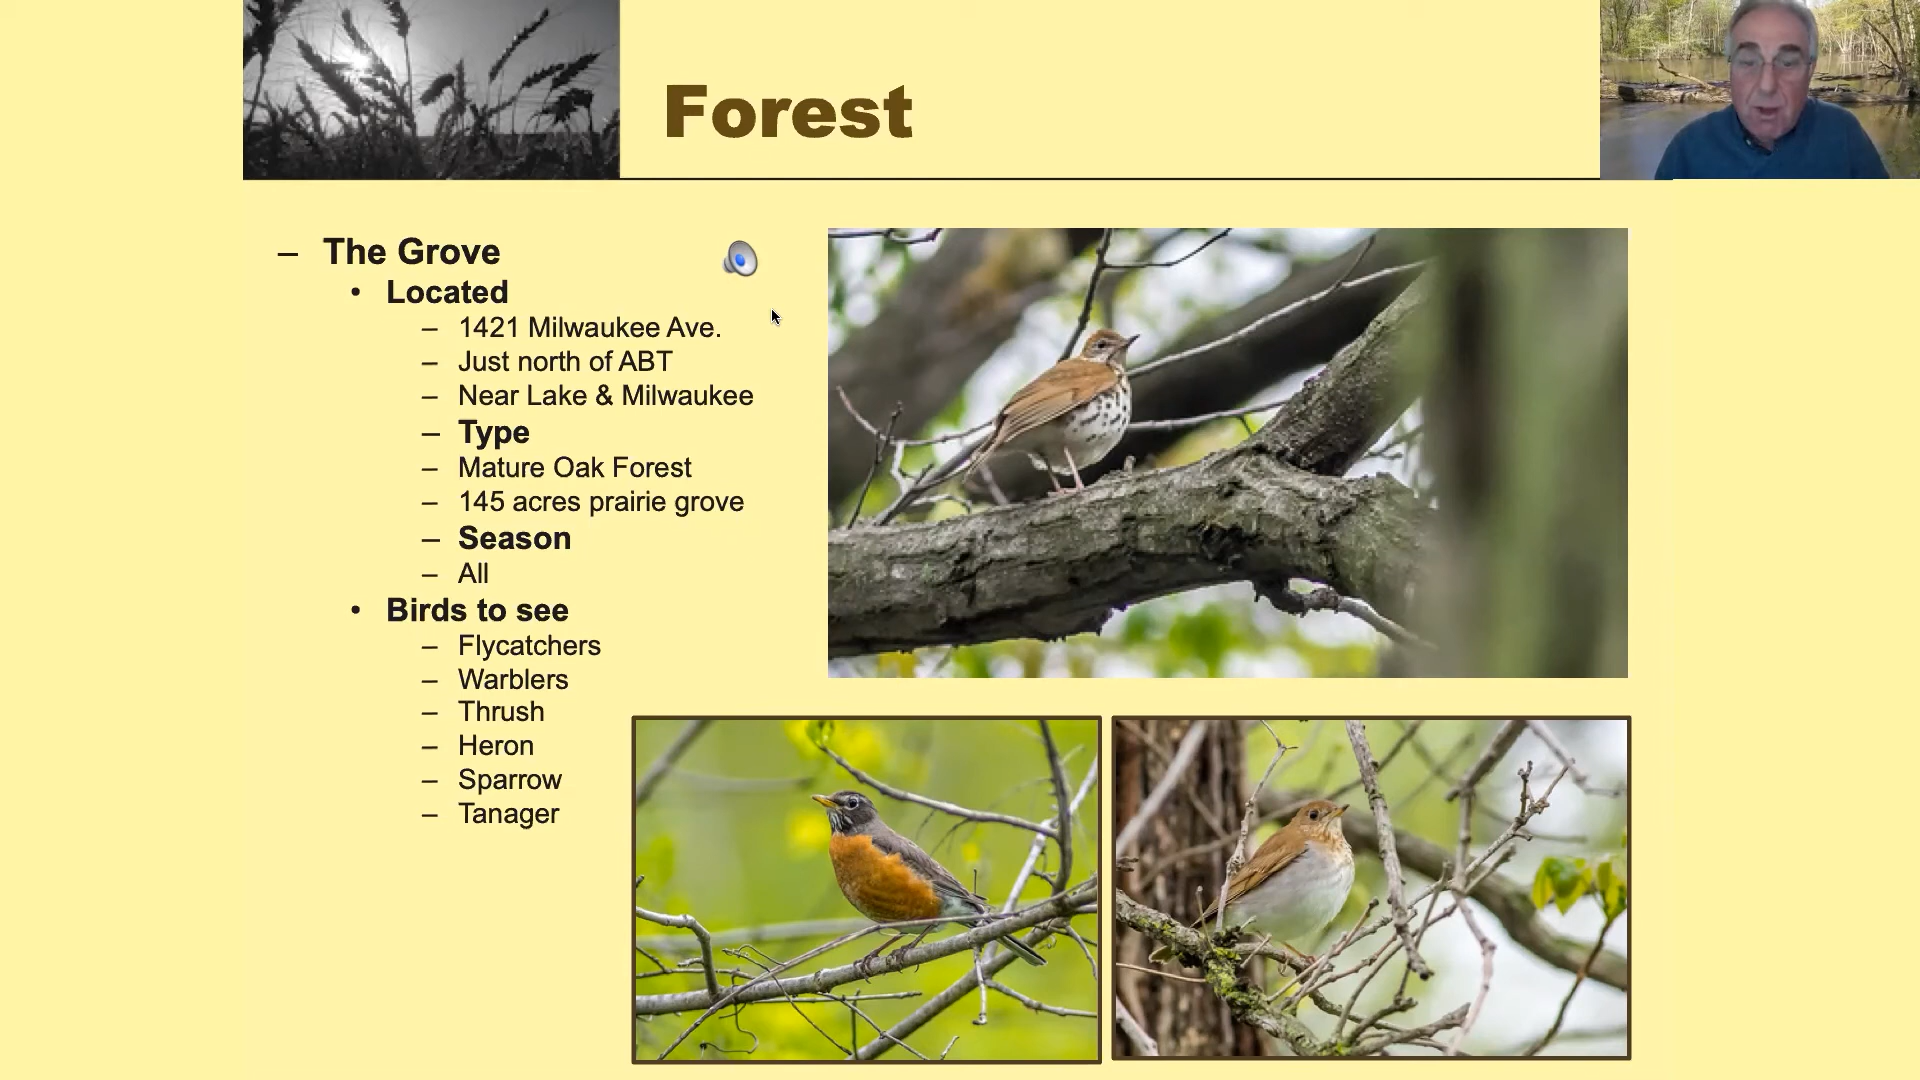 Forest
– The Grove
• Located
– 1421 Milwaukee Ave.
– Just north of ABT
– Near Lake & Milwaukee
– Type
– Mature Oak Forest
– 145 acres prairie grove
– Season
– All
• Birds to see
– Flycatchers
– Warblers
– Thrush
– Heron
– Sparrow
– Tanager